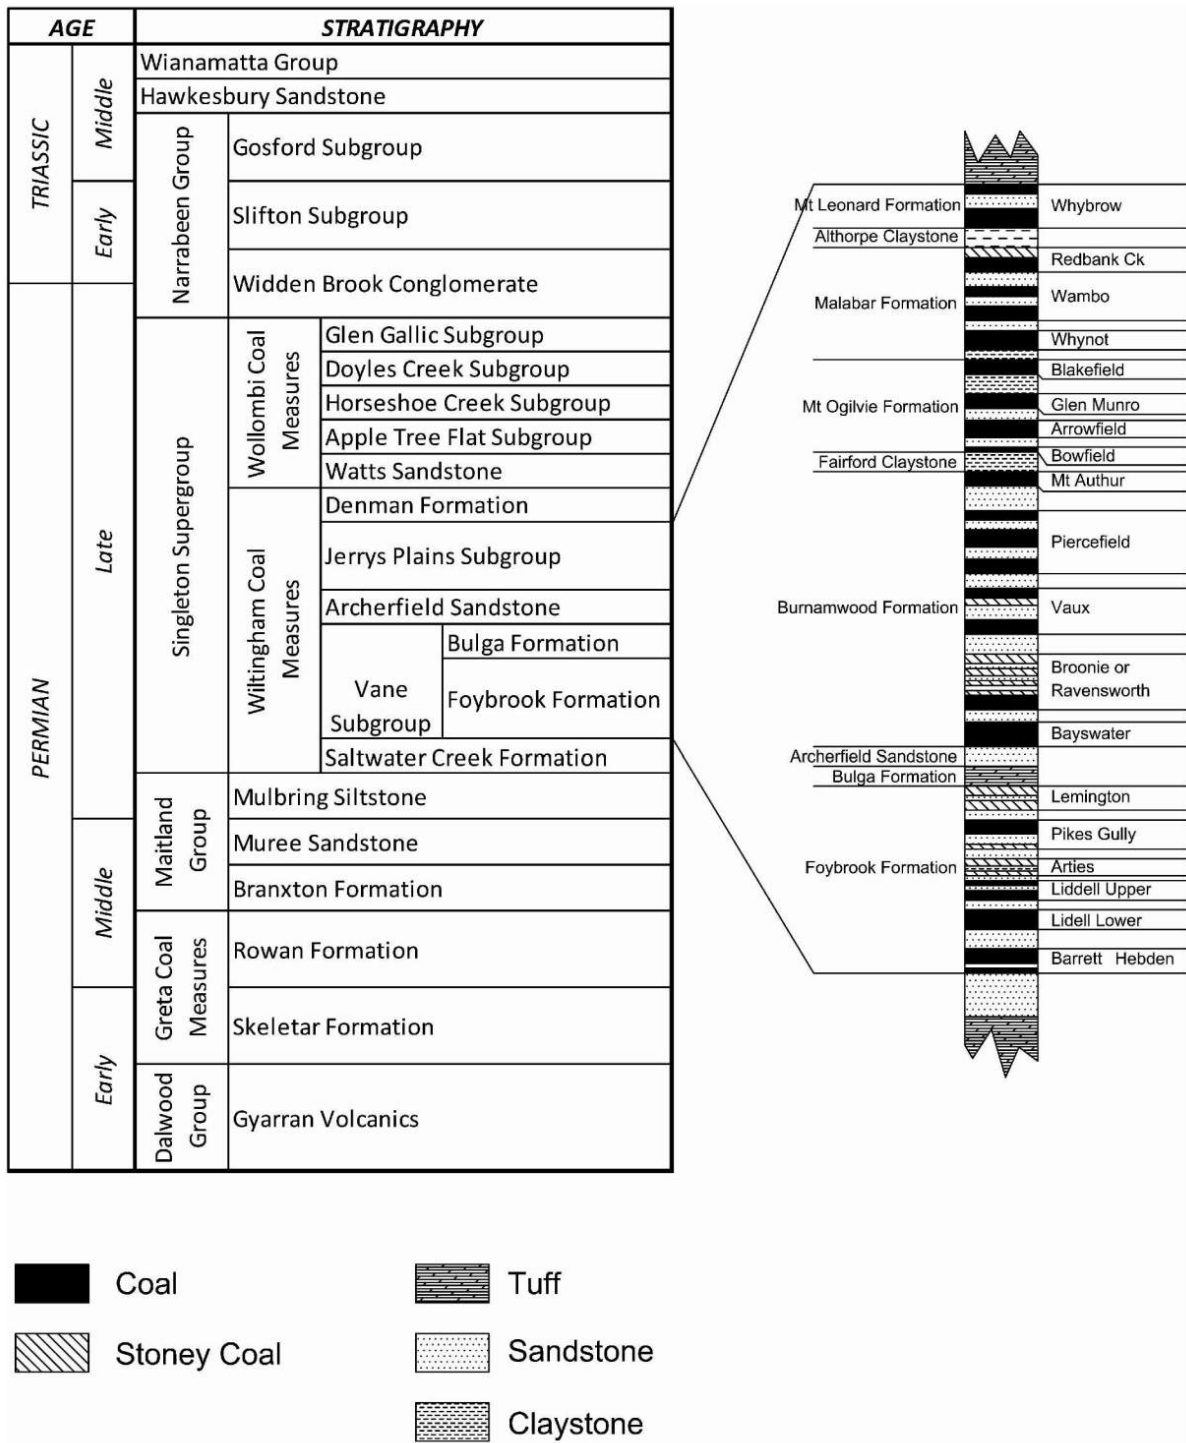 AGE
STRATIGRAPHY
TRIASSIC
Middle
Early
PERMIAN
Late
Middle
Early
Wianamatta Group
Hawkesbury Sandstone
Narrabeen Group
Gosford Subgroup
Slifton Subgroup
Widden Brook Conglomerate
Singleton Supergroup
Wollombi Coal
Measures
Glen Gallic Subgroup
Doyles Creek Subgroup
Horseshoe Creek Subgroup
Apple Tree Flat Subgroup
Watts Sandstone
Wiltingham Coal
Measures
Denman Formation
Jerrys Plains Subgroup
Archerfield Sandstone
Vane
Subgroup
Bulga Formation
Foybrook Formation
Saltwater Creek Formation
Maitland
Group
Mulbring Siltstone
Muree Sandstone
Branxton Formation
Greta Coal
Measures
Rowan Formation
Skeletar Formation
Dalwood
Group
Gyarran Volcanics
Mt Leonard Formation
Althorpe Claystone
Malabar Formation
Mt Ogilvie Formation
Fairford Claystone
Burnamwood Formation
Archerfield Sandstone
Bulga Formation
Foybrook Formation
Whybrow
Redbank Ck
Wambo
Whynot
Blakefield
Glen Munro
Arrowfield
Bowfield
Mt Authur
Piercefield
Vaux
Broonie or
Ravensworth
Bayswater
Lemington
Pikes Gully
Arties
Liddell Upper
Lidell Lower
Barrett Hebden
Coal
Stoney Coal
Tuff
Sandstone
Claystone